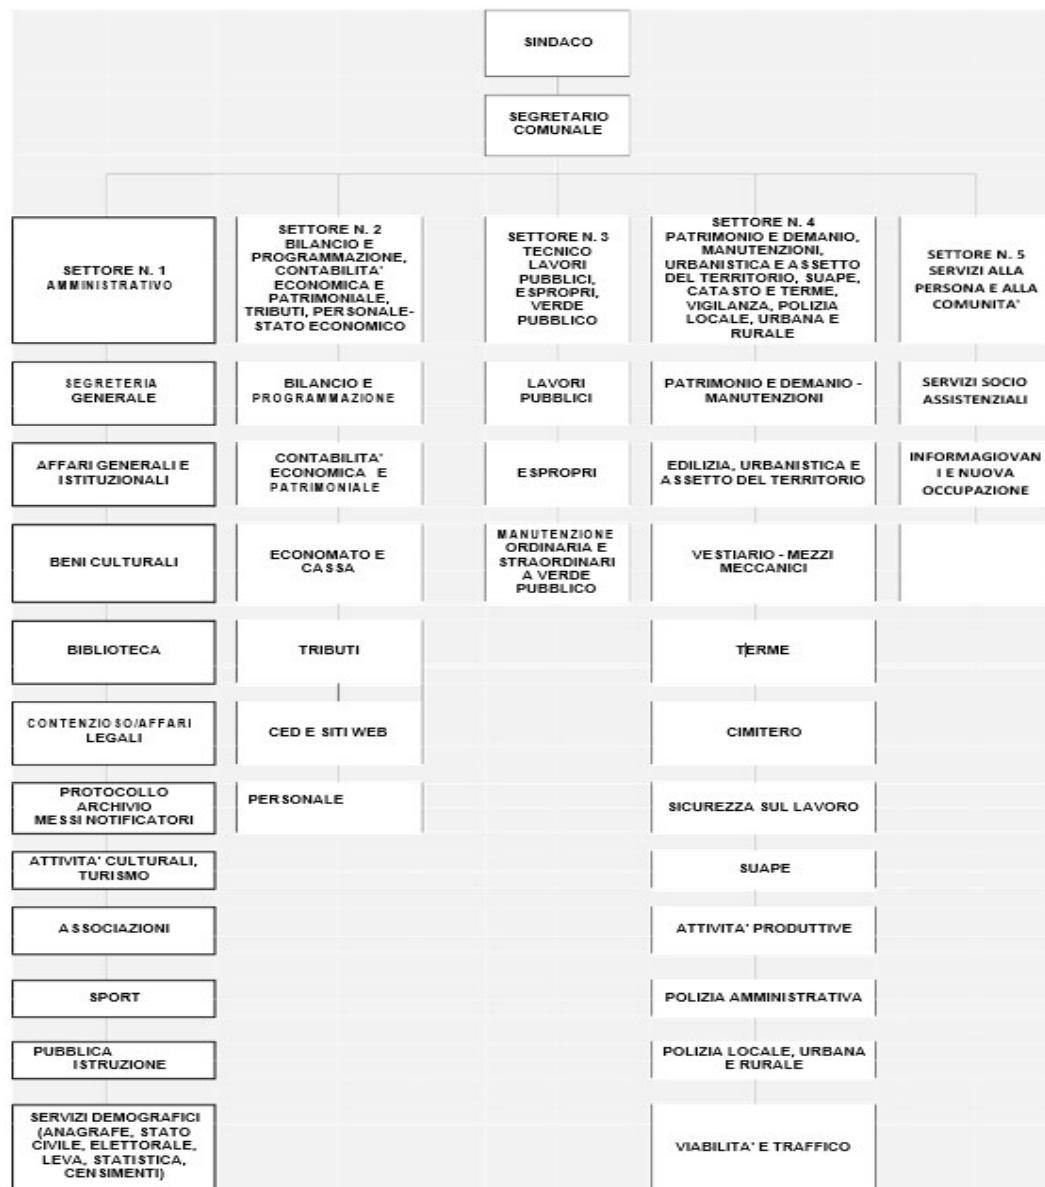 SINDACO
SEGRETARIO
COMUNALE
SETTORE N. 1
AMMINISTRATIVO
SEGRETERIA
GENERALE
AFFARI GENERALI E
ISTITUZIONALI
BENI CULTURALI
BIBLIOTECA
CONTENZIOSO/AFFARI
LEGALI
PROTOCOLLO
ARCHIVIO
MESSI NOTIFICATORI
ATTIVITA' CULTURALI,
TURISMO
ASSOCIAZIONI
SPORT
PUBBLICA
ISTRUZIONE
SERVIZI DEMOGRAFICI
(ANAGRAFE, STATO
CIVILE, ELETTORALE,
LEVA, STATISTICA,
CENSIMENTI)
SETTORE N. 2
BILANCIO E
PROGRAMMAZIONE,
CONTABILITA'
ECONOMICA E
PATRIMONIALE,
TRIBUTI, PERSONALE-
STATO ECONOMICO
BILANCIO E
PROGRAMMAZIONE
CONTABILITA'
ECONOMICA E
PATRIMONIALE
ECONOMATO E
CASSA
TRIBUTI
CED E SITI WEB
PERSONALE
SETTORE N. 3
TECNICO
LAVORI
PUBBLICI,
ESPROPRI,
VERDE
PUBBLICO
LAVORI
PUBBLICI
ESPROPRI
MANUTENZIONE
ORDINARIA E
STRAORDINARI
A VERDE
PUBBLICO
SETTORE N. 4
PATRIMONIO E DEMANIO,
MANUTENZIONI,
URBANISTICA E ASSETTO
DEL TERRITORIO, SUAPE,
CATASTO E TERME,
VIGILANZA, POLIZIA
LOCALE, URBANA E
RURALE
PATRIMONIO E DEMANIO -
MANUTENZIONI
EDILIZIA, URBANISTICA E
ASSETTO DEL TERRITORIO
VESTIARIO - MEZZI
MECCANICI
TERME
CIMITERO
SICUREZZA SUL LAVORO
SUAPE
ATTIVITA' PRODUTTIVE
POLIZIA AMMINISTRATIVA
POLIZIA LOCALE, URBANA
E RURALE
VIABILITA' E TRAFFICO
SETTORE N. 5
SERVIZI ALLA
PERSONA E ALLA
COMUNITA'
SERVIZI SOCIO
ASSISTENZIALI
INFORMAGIOVAN
I E NUOVA
OCCUPAZIONE